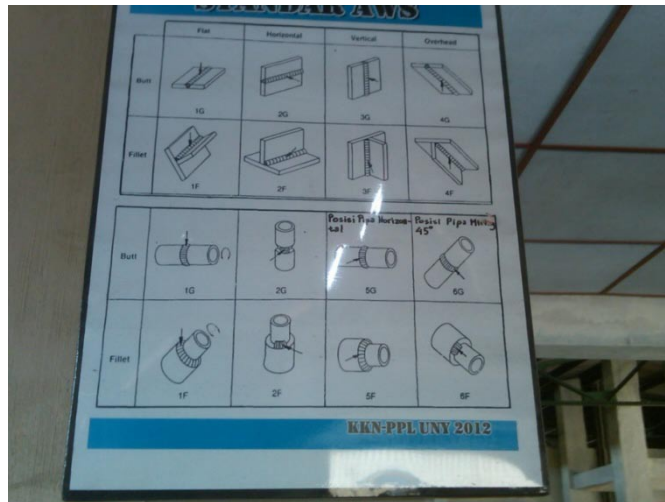 STANDAR AWS
Flat Horizontal Vertical Overhead
Butt
1G 2G 3G 4G
Fillet
1F 2F 3F 4F
Posisi Pipa Horizon- Posisi Pipa Miring
tal 45°
Butt
1G 2G 5G 6G
Fillet
1F 2F 5F 6F
KKN-PPL UNY 2012